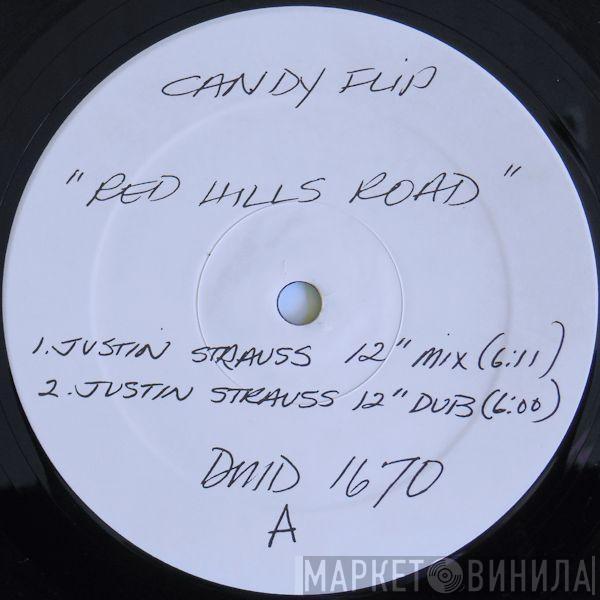 CANDY FLIP
"RED HILLS ROAD"
1. JUSTIN STRAUSS 12" MIX (6:11)
2. JUSTIN STRAUSS 12" DUB (6:00)
DMD 1670
A
МАРКЕТ ВИНИЛА